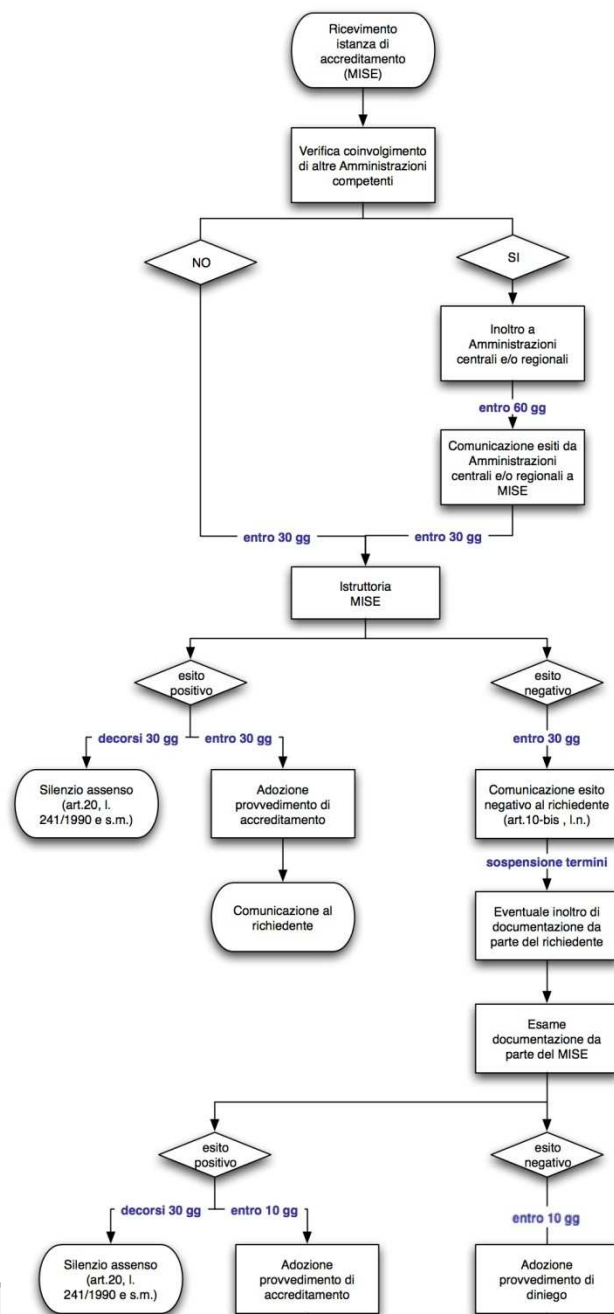 Ricevimento
istanza di
accreditamento
(MISE)
Verifica coinvolgimento
di altre Amministrazioni
competenti
NO
SI
Inoltro a
Amministrazioni
centrali e/o regionali
entro 60 gg
Comunicazione esiti da
Amministrazioni
centrali e/o regionali a
MISE
entro 30 gg
entro 30 gg
Istruttoria
MISE
esito
positivo
esito
negativo
decorsi 30 gg
entro 30 gg
entro 30 gg
Silenzio assenso
(art.20, l.
241/1990 e s.m.)
Adozione
provvedimento di
accreditamento
Comunicazione esito
negativo al richiedente
(art.10-bis , l.n.)
sospensione termini
Comunicazione al
richiedente
Eventuale inoltro di
documentazione da
parte del richiedente
Esame
documentazione da
parte del MISE
esito
positivo
esito
negativo
decorsi 30 gg
entro 10 gg
entro 10 gg
Silenzio assenso
(art.20, l.
241/1990 e s.m.)
Adozione
provvedimento di
accreditamento
Adozione
provvedimento di
diniego